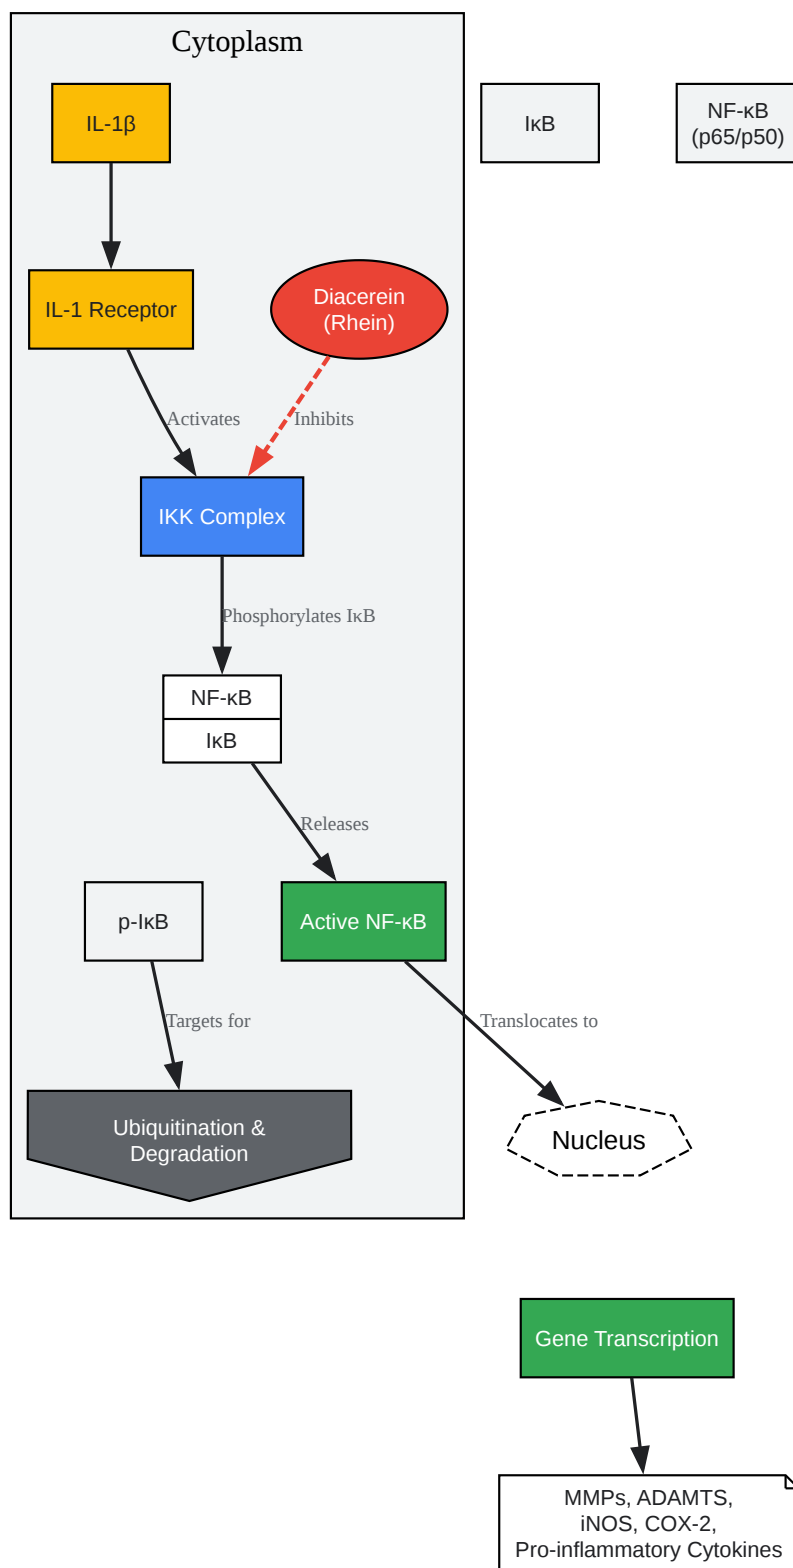 Cytoplasm
IL-1β
IκB
NF-κB
(p65/p50)
IL-1 Receptor
Diacerein
(Rhein)
Activates
Inhibits
IKK Complex
Phosphorylates IκB
NF-κB
IκB
Releases
p-IκB
Active NF-κB
Targets for
Translocates to
Ubiquitination &
Degradation
Nucleus
Gene Transcription
MMPs, ADAMTS,
iNOS, COX-2,
Pro-inflammatory Cytokines